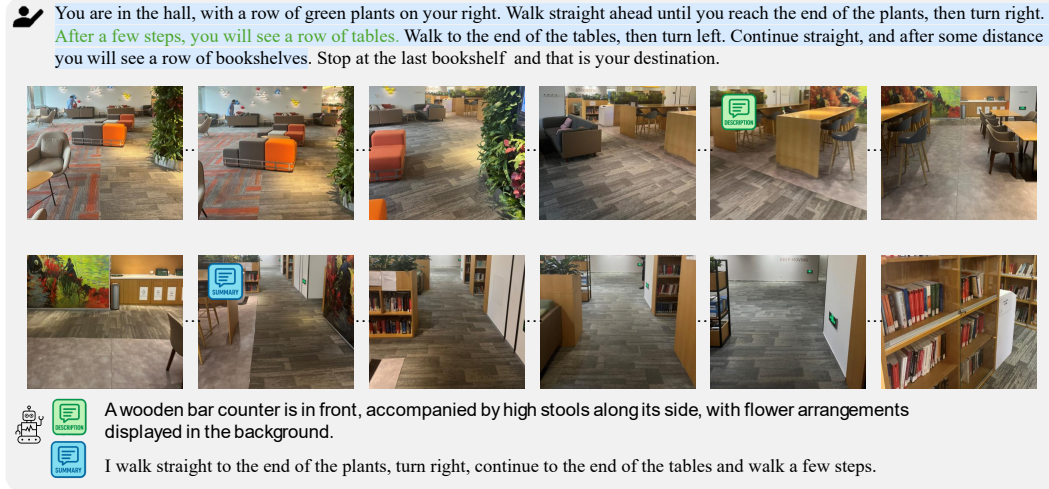 You are in the hall, with a row of green plants on your right. Walk straight ahead until you reach the end of the plants, then turn right.
After a few steps, you will see a row of tables. Walk to the end of the tables, then turn left. Continue straight, and after some distance
you will see a row of bookshelves. Stop at the last bookshelf and that is your destination.
DESCRIPTION
SUMMARY
DESCRIPTION
A wooden bar counter is in front, accompanied by high stools along its side, with flower arrangements
displayed in the background.
SUMMARY
I walk straight to the end of the plants, turn right, continue to the end of the tables and walk a few steps.